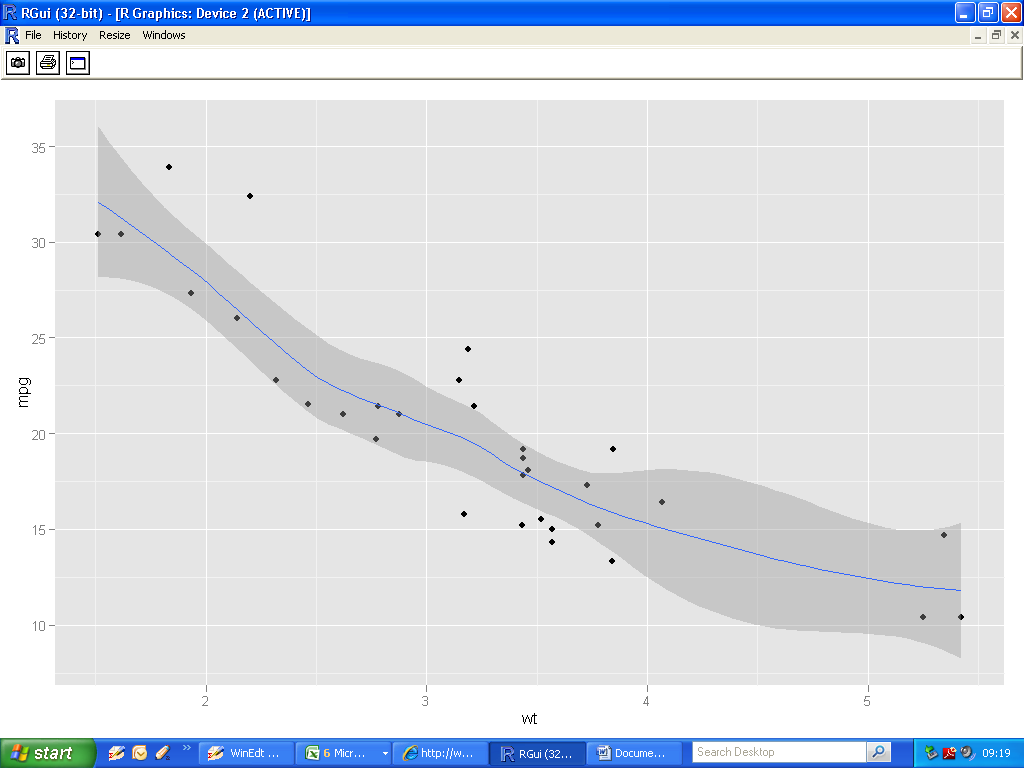 RGui (32-bit) - [R Graphics: Device 2 (ACTIVE)]
File History Resize Windows
35
30
25
20
15
10
mpg
2 3 4 5
wt
start WinEdt ... 6 Micr... http://w... RGui (32... Docume... Search Desktop 09:19